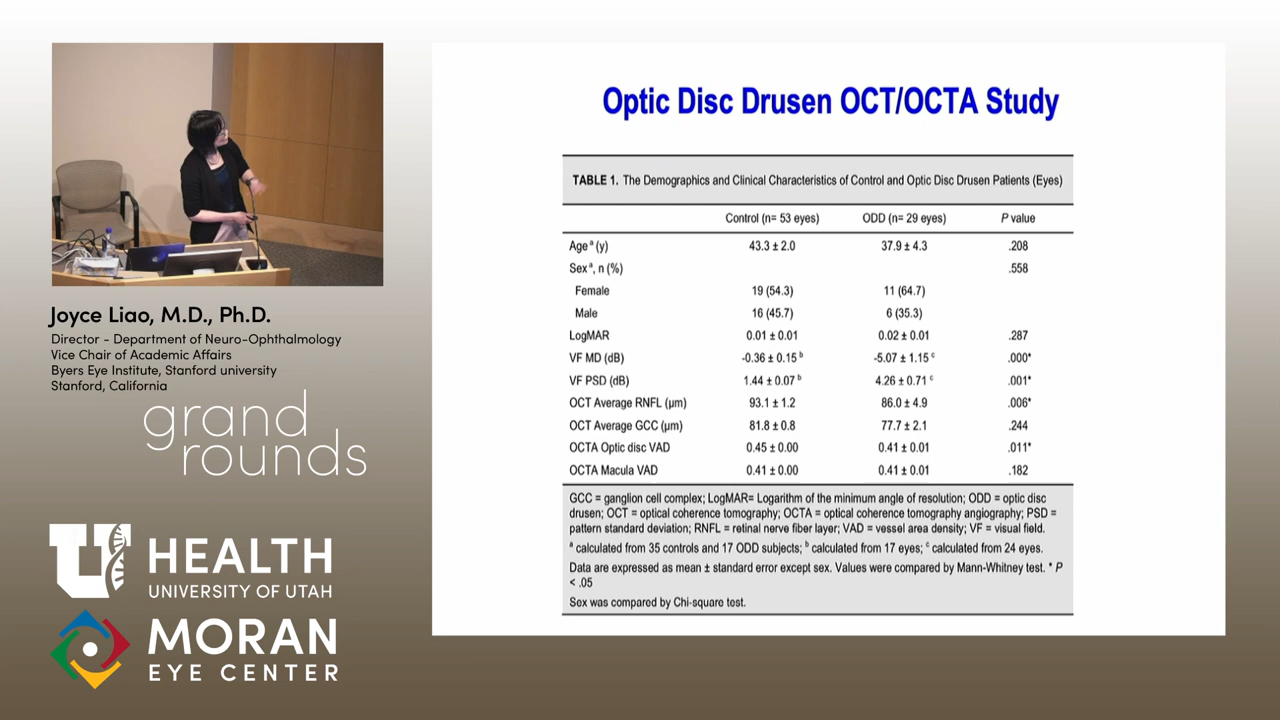 Joyce Liao, M.D., Ph.D.
Director - Department of Neuro-Ophthalmology
Vice Chair of Academic Affairs
Byers Eye Institute, Stanford university
Stanford, California
grand
rounds
U HEALTH
UNIVERSITY OF UTAH
MORAN
EYE CENTER
Optic Disc Drusen OCT/OCTA Study
TABLE 1. The Demographics and Clinical Characteristics of Control and Optic Disc Drusen Patients (Eyes)
Control (n= 53 eyes) ODD (n= 29 eyes) P value
Age ᵃ (y) 43.3 ± 2.0 37.9 ± 4.3 .208
Sex ᵃ, n (%) .558
Female 19 (54.3) 11 (64.7)
Male 16 (45.7) 6 (35.3)
LogMAR 0.01 ± 0.01 0.02 ± 0.01 .287
VF MD (dB) -0.36 ± 0.15 ᵇ -5.07 ± 1.15 ᶜ .000*
VF PSD (dB) 1.44 ± 0.07 ᵇ 4.26 ± 0.71 ᶜ .001*
OCT Average RNFL (µm) 93.1 ± 1.2 86.0 ± 4.9 .006*
OCT Average GCC (µm) 81.8 ± 0.8 77.7 ± 2.1 .244
OCTA Optic disc VAD 0.45 ± 0.00 0.41 ± 0.01 .011*
OCTA Macula VAD 0.41 ± 0.00 0.41 ± 0.01 .182
GCC = ganglion cell complex; LogMAR= Logarithm of the minimum angle of resolution; ODD = optic disc
drusen; OCT = optical coherence tomography; OCTA = optical coherence tomography angiography; PSD =
pattern standard deviation; RNFL = retinal nerve fiber layer; VAD = vessel area density; VF = visual field.
ᵃ calculated from 35 controls and 17 ODD subjects; ᵇ calculated from 17 eyes; ᶜ calculated from 24 eyes.
Data are expressed as mean ± standard error except sex. Values were compared by Mann-Whitney test. * P
< .05
Sex was compared by Chi-square test.